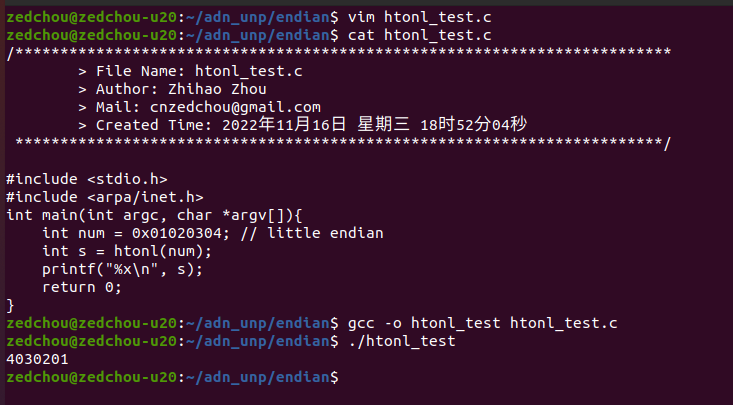 zedchou@zedchou-u20:~/adn_unp/endian$ vim htonl_test.c
zedchou@zedchou-u20:~/adn_unp/endian$ cat htonl_test.c
/*************************************************************************
        > File Name: htonl_test.c
        > Author: Zhihao Zhou
        > Mail: cnzedchou@gmail.com
        > Created Time: 2022年11月16日 星期三 18时52分04秒
 ************************************************************************/

#include <stdio.h>
#include <arpa/inet.h>
int main(int argc, char *argv[]){
    int num = 0x01020304; // little endian
    int s = htonl(num);
    printf("%x\n", s);
    return 0;
}
zedchou@zedchou-u20:~/adn_unp/endian$ gcc -o htonl_test htonl_test.c
zedchou@zedchou-u20:~/adn_unp/endian$ ./htonl_test
4030201
zedchou@zedchou-u20:~/adn_unp/endian$